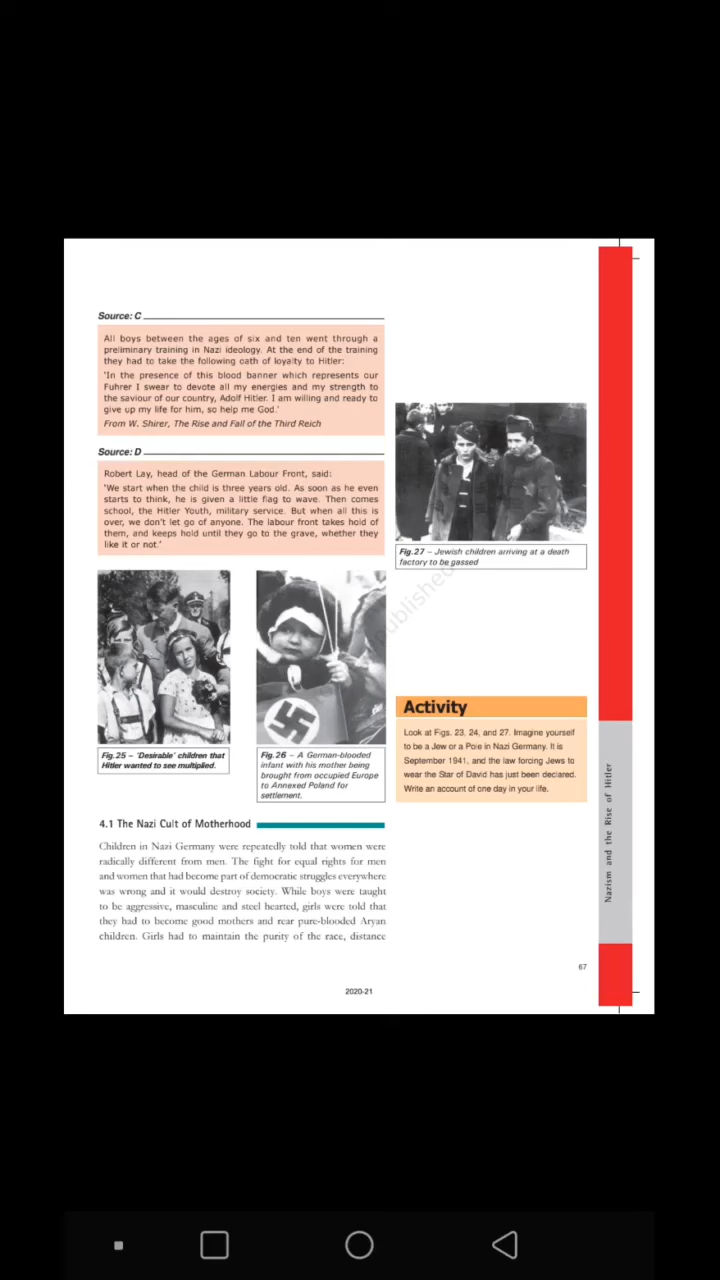 Source: C
All boys between the ages of six and ten went through a
preliminary training in Nazi ideology. At the end of the training
they had to take the following oath of loyalty to Hitler:
'In the presence of this blood banner which represents our
Fuhrer I swear to devote all my energies and my strength to
the saviour of our country, Adolf Hitler. I am willing and ready to
give up my life for him, so help me God.'
From W. Shirer, The Rise and Fall of the Third Reich
Source: D
Robert Lay, head of the German Labour Front, said:
'We start when the child is three years old. As soon as he even
starts to think, he is given a little flag to wave. Then comes
school, the Hitler Youth, military service. But when all this is
over, we don't let go of anyone. The labour front takes hold of
them, and keeps hold until they go to the grave, whether they
like it or not.'
Fig.25 – 'Desirable' children that
Hitler wanted to see multiplied.
Fig.26 – A German-blooded
infant with his mother being
brought from occupied Europe
to Annexed Poland for
settlement.
4.1 The Nazi Cult of Motherhood
Children in Nazi Germany were repeatedly told that women were
radically different from men. The fight for equal rights for men
and women that had become part of democratic struggles everywhere
was wrong and it would destroy society. While boys were taught
to be aggressive, masculine and steel hearted, girls were told that
they had to become good mothers and rear pure-blooded Aryan
children. Girls had to maintain the purity of the race, distance
Fig.27 – Jewish children arriving at a death
factory to be gassed
ublished
Activity
Look at Figs. 23, 24, and 27. Imagine yourself
to be a Jew or a Pole in Nazi Germany. It is
September 1941, and the law forcing Jews to
wear the Star of David has just been declared.
Write an account of one day in your life.
Nazism and the Rise of Hitler
67
2020-21